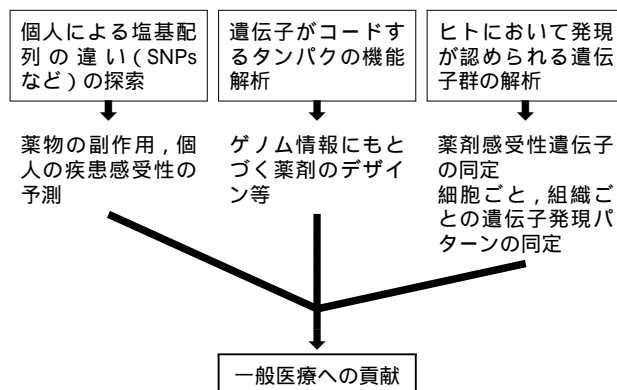 個人による塩基配
列の違い(SNPs
など)の探索
遺伝子がコードす
るタンパクの機能
解析
ヒトにおいて発現
が認められる遺伝
子群の解析
薬物の副作用，個
人の疾患感受性の
予測
ゲノム情報にもと
づく薬剤のデザイ
ン等
薬剤感受性遺伝子
の同定
細胞ごと，組織ご
との遺伝子発現パ
ターンの同定
一般医療への貢献